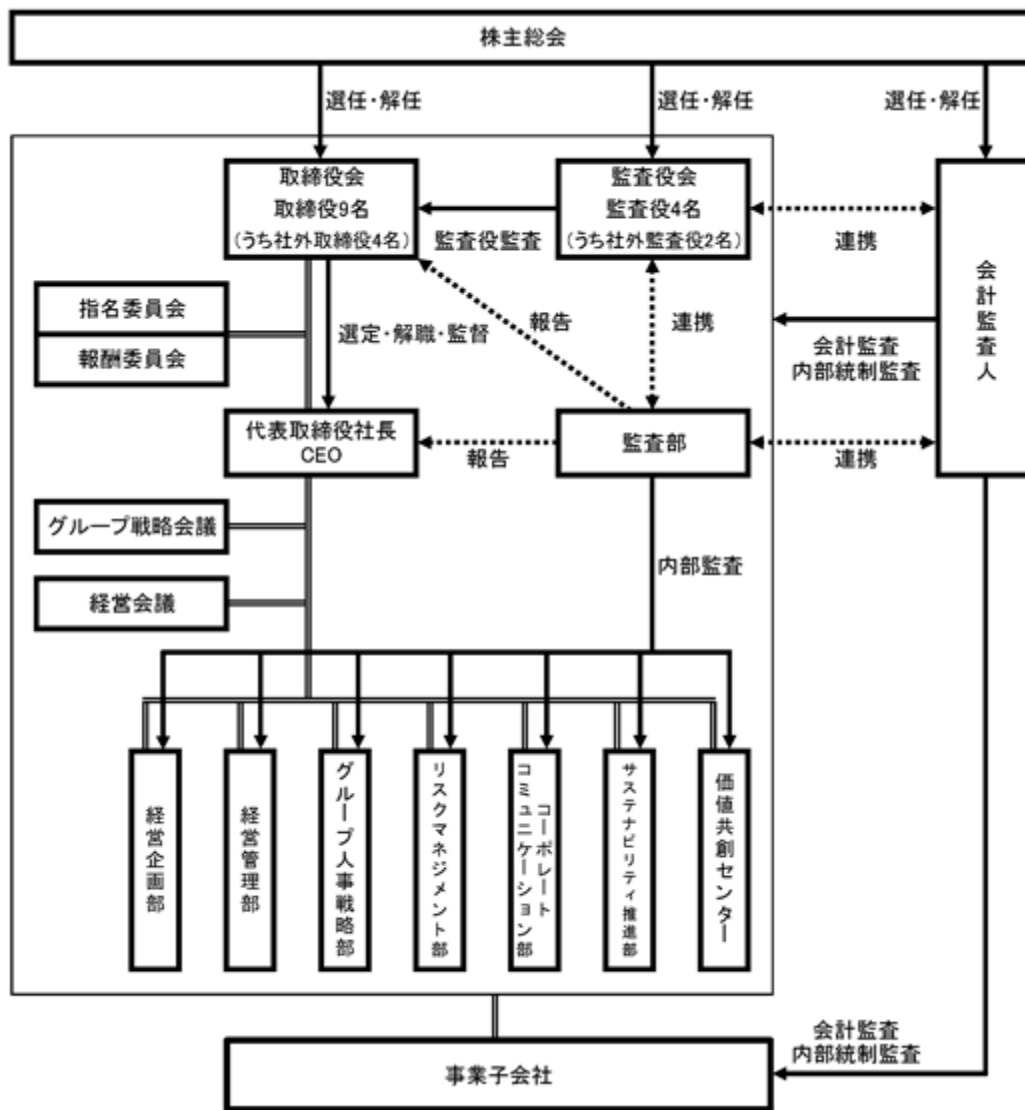 株主総会
選任・解任
選任・解任
選任・解任
取締役会
取締役9名
(うち社外取締役4名)
監査役会
監査役4名
(うち社外監査役2名)
監査役監査
連携
会計監査人
指名委員会
報酬委員会
選定・解職・監督
報告
連携
会計監査
内部統制監査
代表取締役社長
CEO
報告
監査部
連携
グループ戦略会議
内部監査
経営会議
経営企画部
経営管理部
グループ人事戦略部
リスクマネジメント部
コーポレート
コミュニケーション部
サステナビリティ推進部
価値共創センター
会計監査
内部統制監査
事業子会社